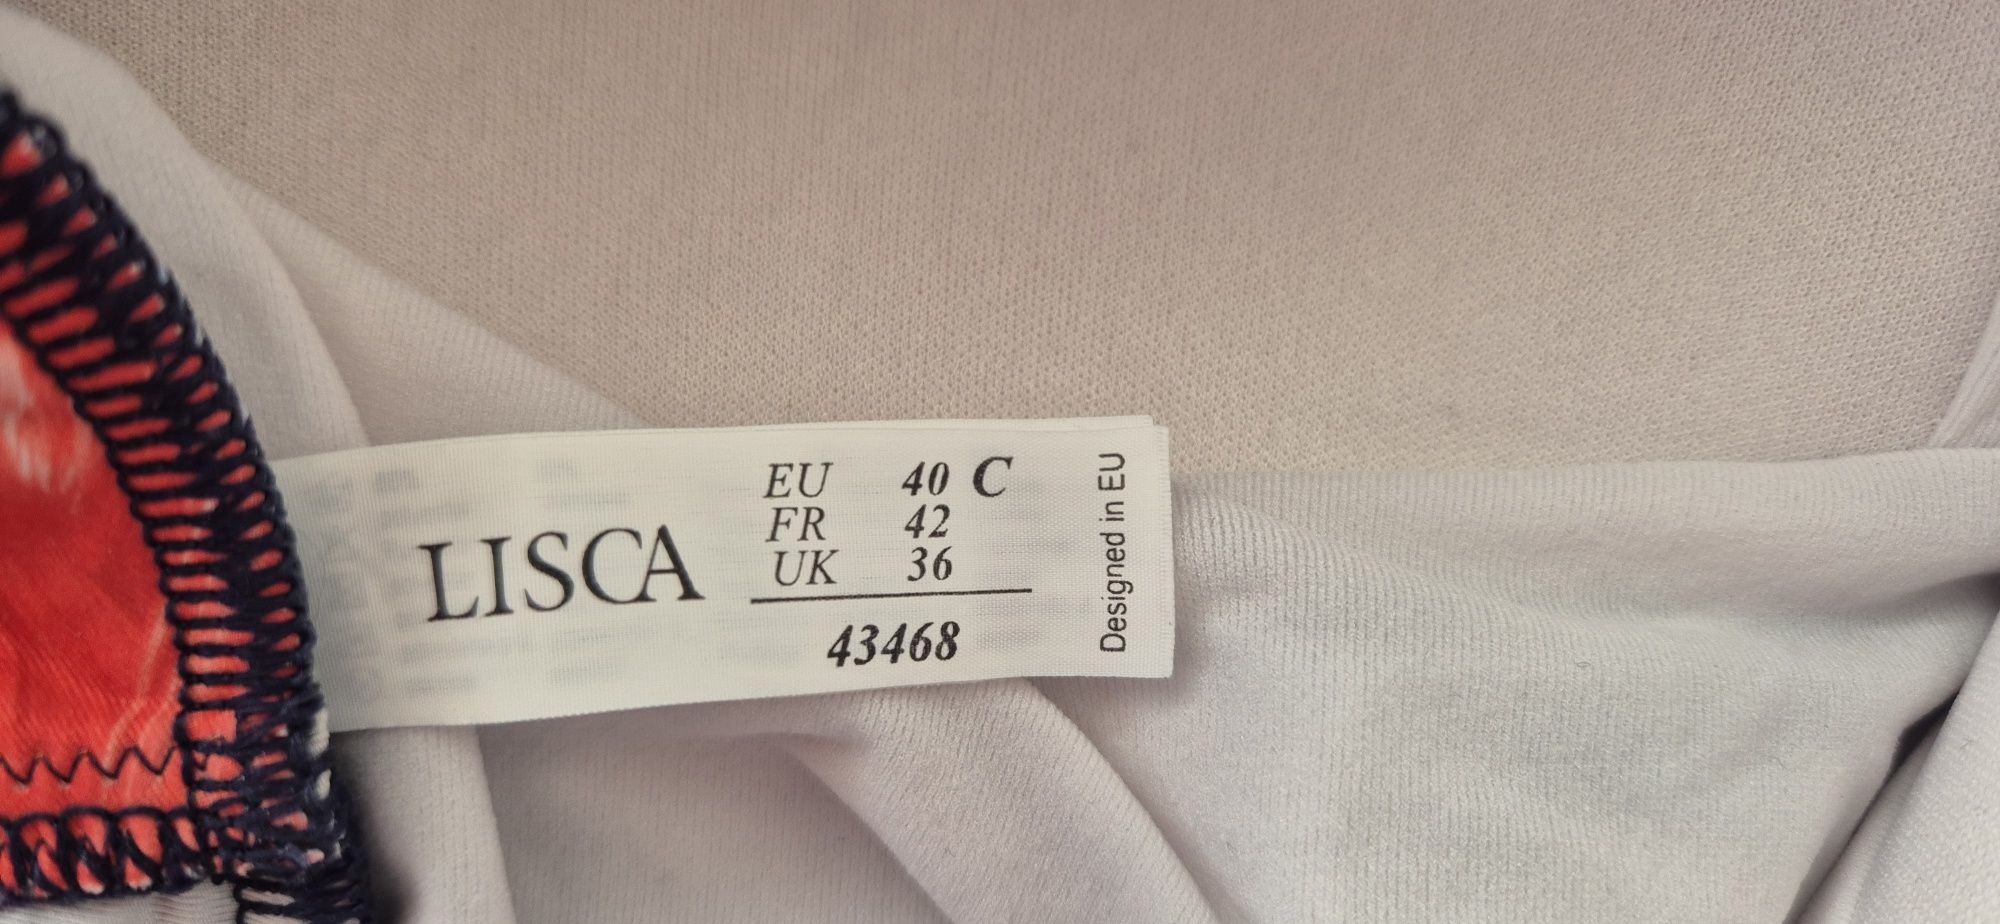 LISCA
EU 40 C
FR 42
UK 36
43468
Designed in EU